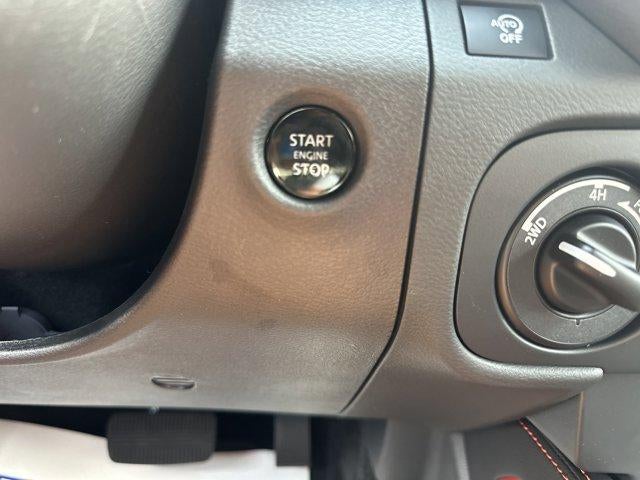 AUTO
OFF
START
ENGINE
STOP
2WD
4H